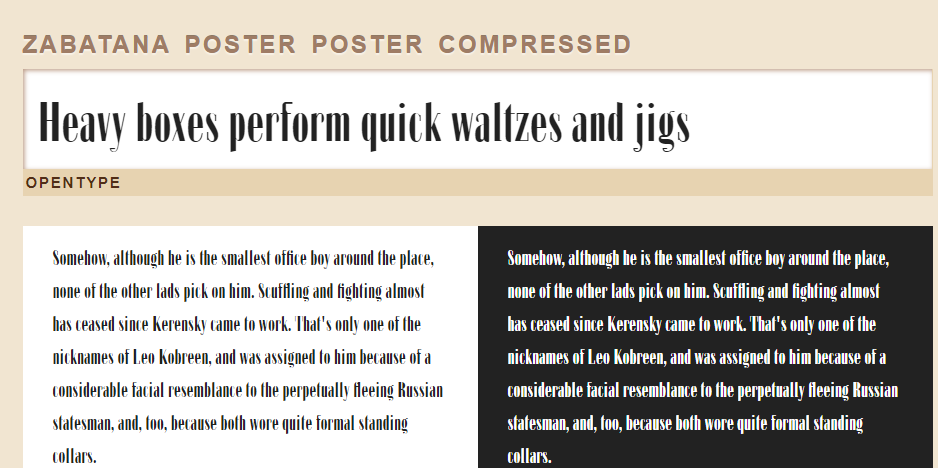 ZABATANA POSTER POSTER COMPRESSED
Heavy boxes perform quick waltzes and jigs
OPENTYPE
Somehow, although he is the smallest office boy around the place,
none of the other lads pick on him. Scuffling and fighting almost
has ceased since Kerensky came to work. That's only one of the
nicknames of Leo Kobreen, and was assigned to him because of a
considerable facial resemblance to the perpetually fleeing Russian
statesman, and, too, because both wore quite formal standing
collars.
Somehow, although he is the smallest office boy around the place,
none of the other lads pick on him. Scuffling and fighting almost
has ceased since Kerensky came to work. That's only one of the
nicknames of Leo Kobreen, and was assigned to him because of a
considerable facial resemblance to the perpetually fleeing Russian
statesman, and, too, because both wore quite formal standing
collars.